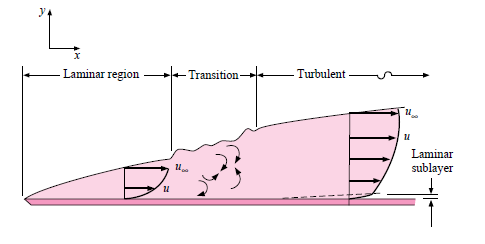 y
x
Laminar region
Transition
Turbulent
u∞
u
u∞
u
Laminar
sublayer